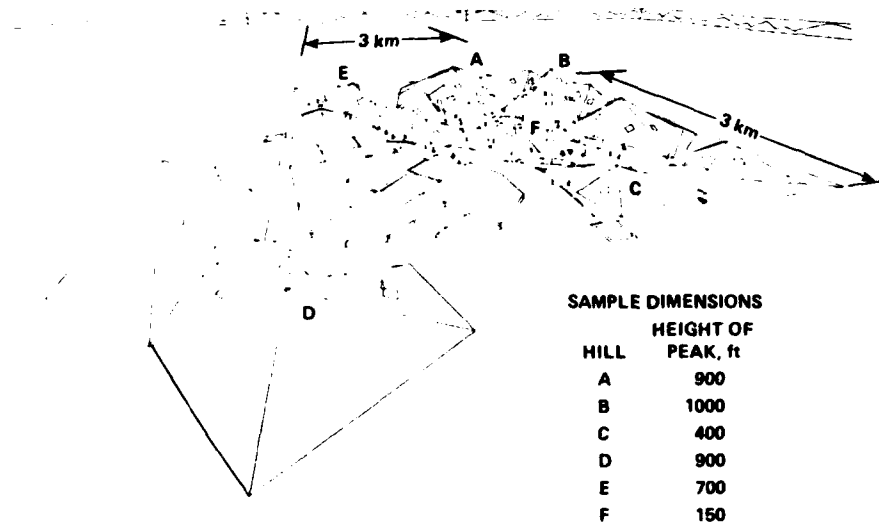 3 km
A
B
E
3 km
F
C
D
SAMPLE DIMENSIONS
HEIGHT OF
HILL PEAK, ft
A 900
B 1000
C 400
D 900
E 700
F 150